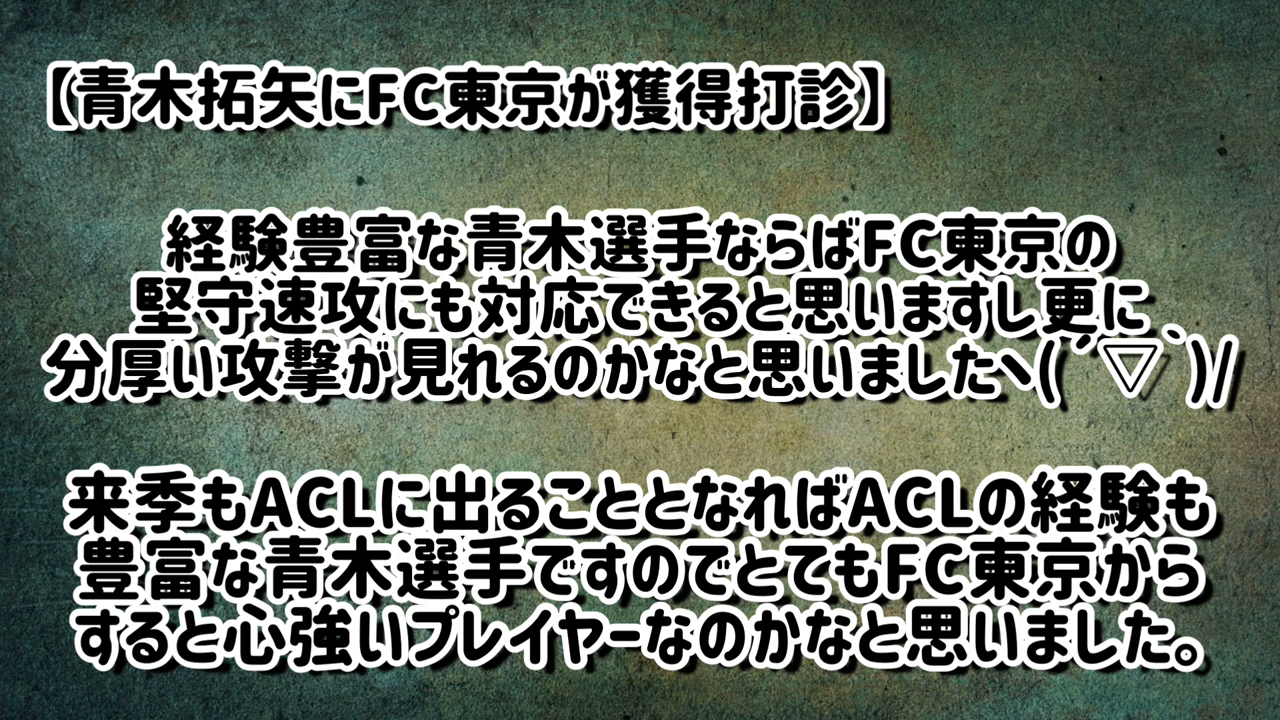 【青木拓矢にFC東京が獲得打診】
経験豊富な青木選手ならばFC東京の
堅守速攻にも対応できると思いますし更に
分厚い攻撃が見れるのかなと思いましたヽ(´▽`)/
来季もACLに出ることとなればACLの経験も
豊富な青木選手ですのでとてもFC東京から
すると心強いプレイヤーなのかなと思いました。